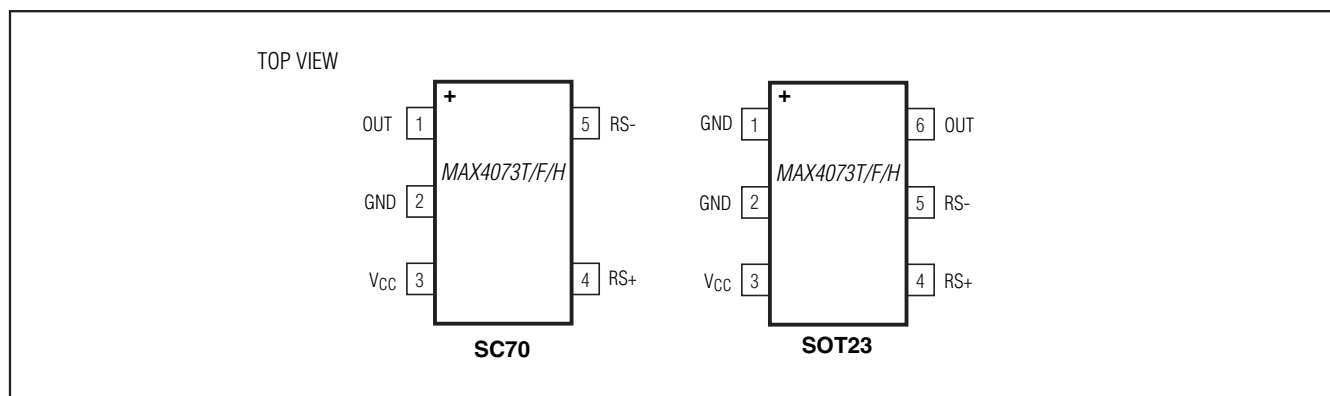 TOP VIEW
+
OUT 1
5 RS-
MAX4073T/F/H
GND 2
VCC 3
4 RS+
SC70
+
GND 1
6 OUT
MAX4073T/F/H
GND 2
5 RS-
VCC 3
4 RS+
SOT23